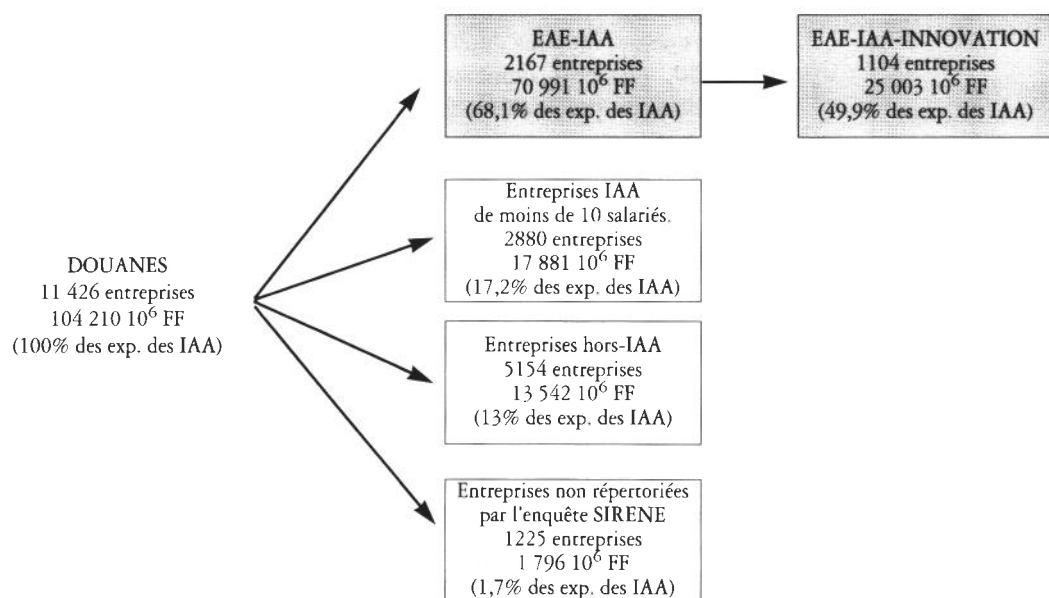 EAE-IAA
2167 entreprises
70 991 10⁶ FF
(68,1% des exp. des IAA)
EAE-IAA-INNOVATION
1104 entreprises
25 003 10⁶ FF
(49,9% des exp. des IAA)
Entreprises IAA
de moins de 10 salariés.
2880 entreprises
17 881 10⁶ FF
(17,2% des exp. des IAA)
DOUANES
11 426 entreprises
104 210 10⁶ FF
(100% des exp. des IAA)
Entreprises hors-IAA
5154 entreprises
13 542 10⁶ FF
(13% des exp. des IAA)
Entreprises non répertoriées
par l'enquête SIRENE
1225 entreprises
1 796 10⁶ FF
(1,7% des exp. des IAA)